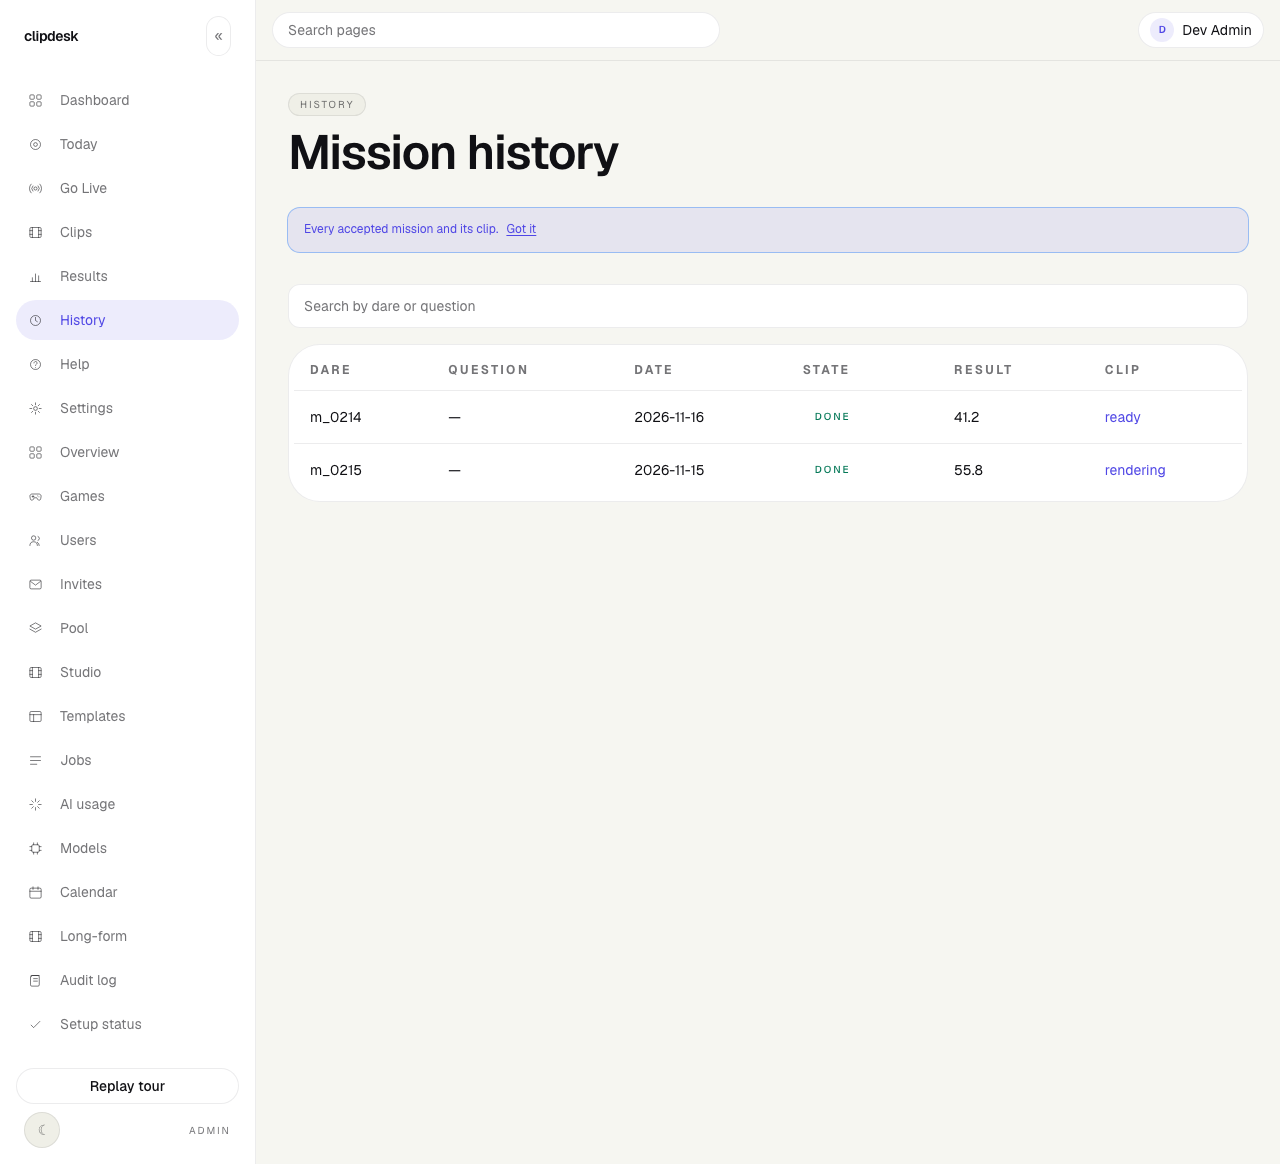 clipdesk
«
Dashboard
Today
Go Live
Clips
Results
History
Help
Settings
Overview
Games
Users
Invites
Pool
Studio
Templates
Jobs
AI usage
Models
Calendar
Long-form
Audit log
Setup status
Replay tour
ADMIN
Search pages
D Dev Admin
HISTORY
Mission history
Every accepted mission and its clip. Got it
Search by dare or question
DARE QUESTION DATE STATE RESULT CLIP
m_0214 — 2026-11-16 DONE 41.2 ready
m_0215 — 2026-11-15 DONE 55.8 rendering